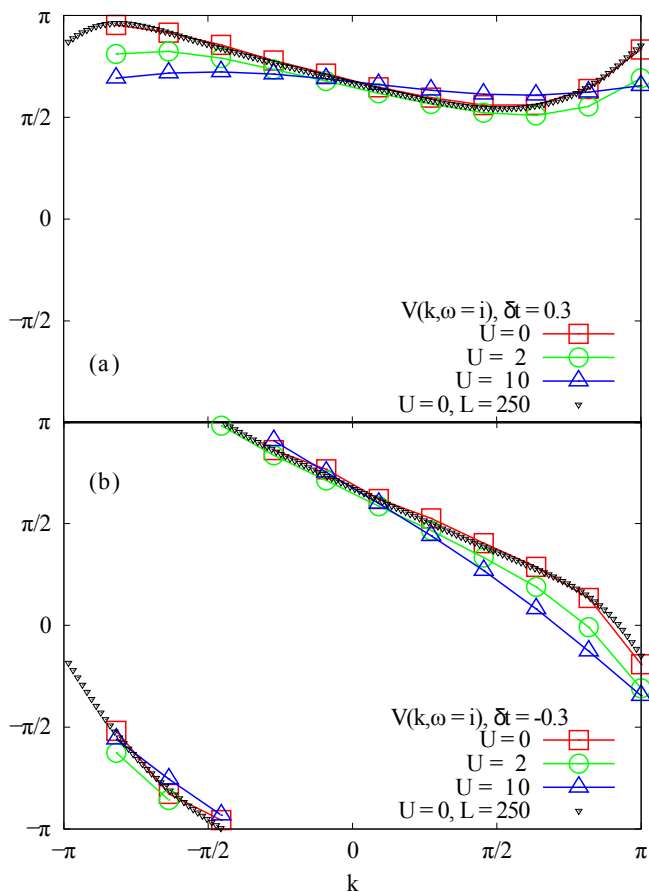 π
π/2
0
−π/2
V(k,ω = i), δt = 0.3
U = 0
U = 2
(a)
U = 10
U = 0, L = 250
π
(b)
π/2
0
−π/2
V(k,ω = i), δt = -0.3
U = 0
U = 2
U = 10
U = 0, L = 250
−π
−π −π/2 0 π/2 π
k